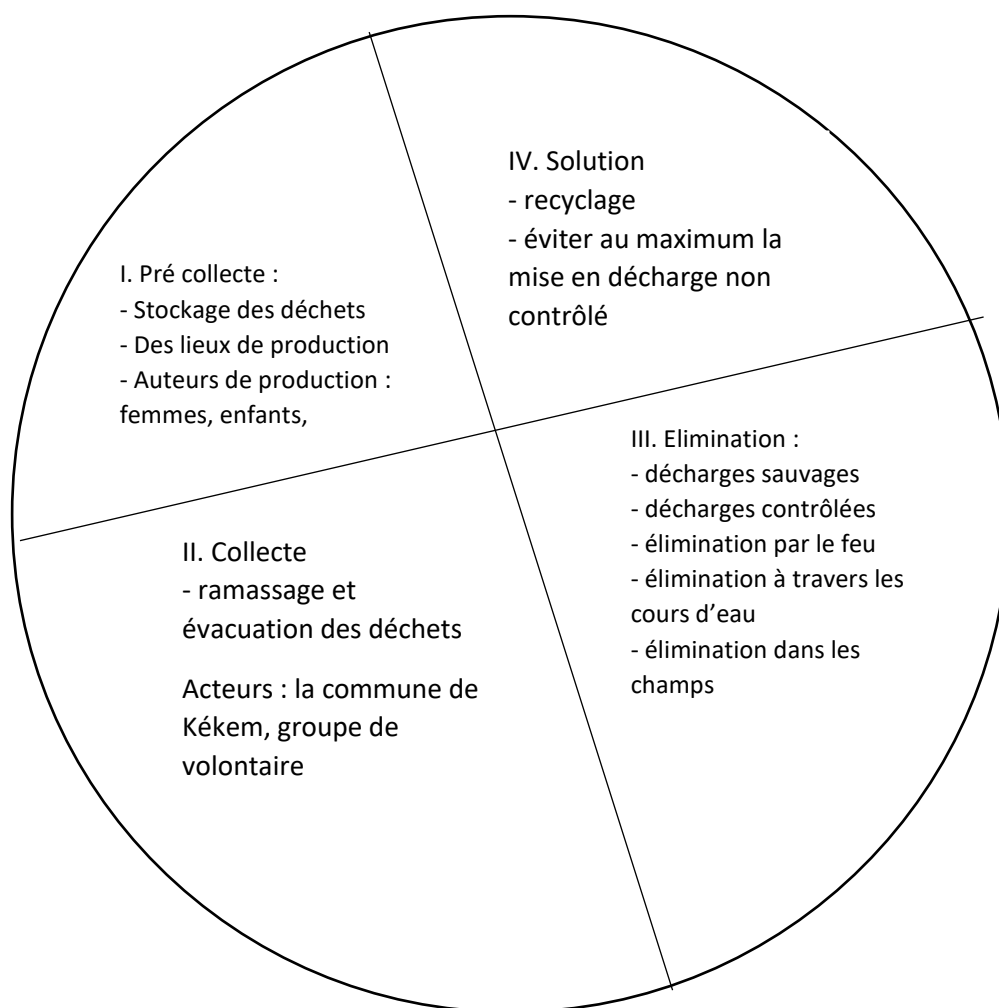 I. Pré collecte :
- Stockage des déchets
- Des lieux de production
- Auteurs de production :
femmes, enfants,
II. Collecte
- ramassage et
évacuation des déchets
Acteurs : la commune de
Kékem, groupe de
volontaire
III. Elimination :
- décharges sauvages
- décharges contrôlées
- élimination par le feu
- élimination à travers les
cours d’eau
- élimination dans les
champs
IV. Solution
- recyclage
- éviter au maximum la
mise en décharge non
contrôlé